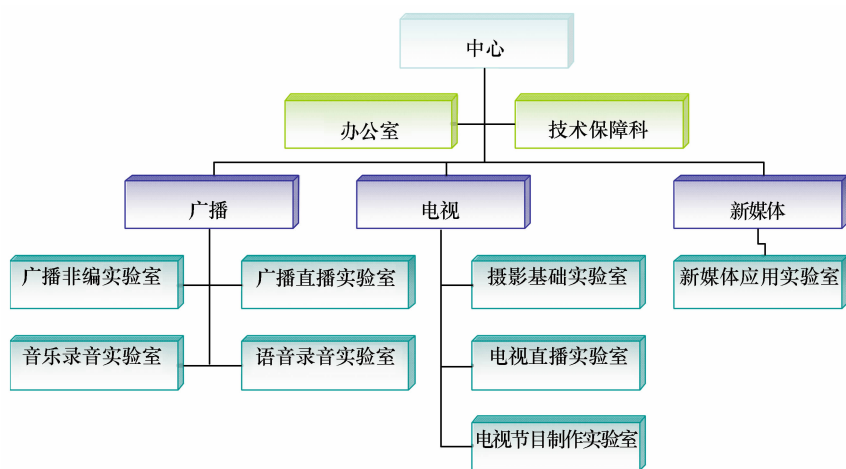 中心
办公室
技术保障科
广播
电视
新媒体
广播非编实验室
广播直播实验室
摄影基础实验室
新媒体应用实验室
音乐录音实验室
语音录音实验室
电视直播实验室
电视节目制作实验室